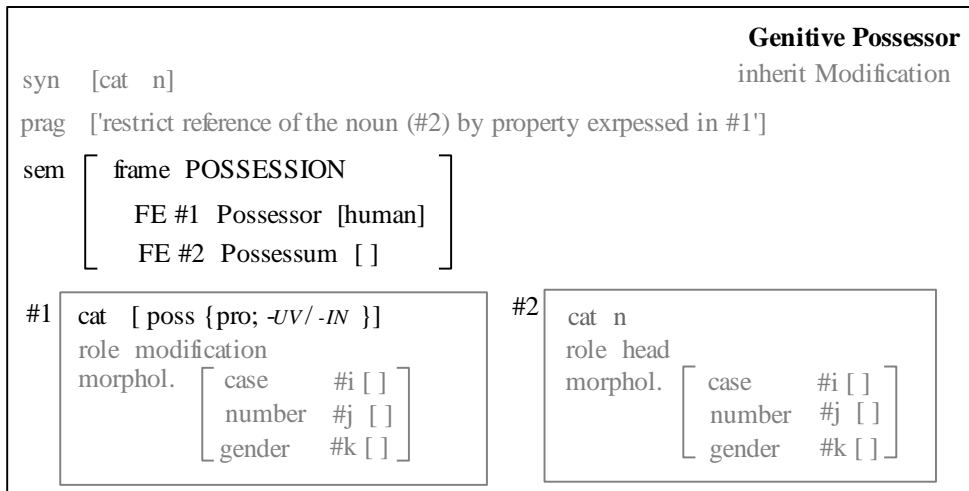 Genitive Possessor
syn [cat n] inherit Modification
prag ['restrict reference of the noun (#2) by property exrpessed in #1']
sem frame POSSESSION
FE #1 Possessor [human]
FE #2 Possessum [ ]
#1 cat [ poss {pro; -UV/ -IN }]
role modification
morphol. case #i [ ]
number #j [ ]
gender #k [ ]
#2 cat n
role head
morphol. case #i [ ]
number #j [ ]
gender #k [ ]